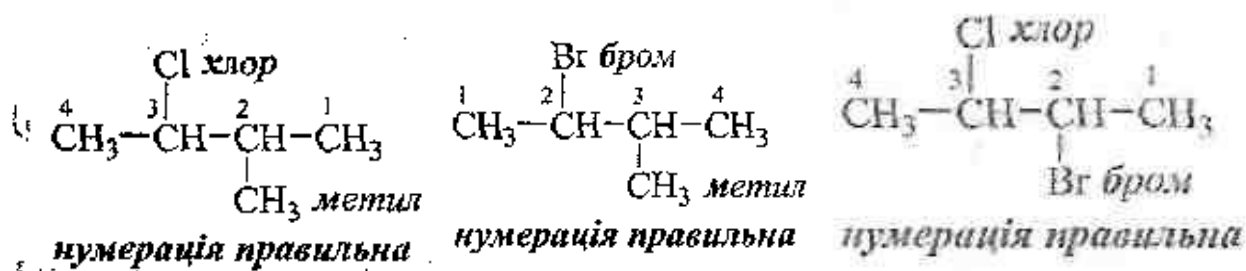 Cl хлор
4 3 2 1
CH3–CH–CH–CH3
CH3 метил
нумерація правильна
Br бром
1 2 3 4
CH3–CH–CH–CH3
CH3 метил
нумерація правильна
Cl хлор
4 3 2 1
CH3–CH–CH–CH3
Br бром
нумерація правильна